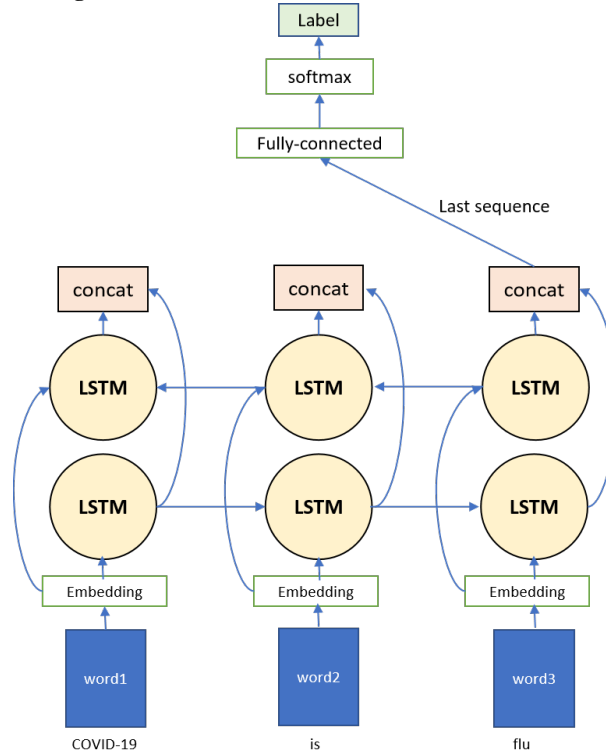 Label
softmax
Fully-connected
Last sequence
concat
concat
concat
LSTM
LSTM
LSTM
LSTM
LSTM
LSTM
Embedding
Embedding
Embedding
word1
word2
word3
COVID-19
is
flu